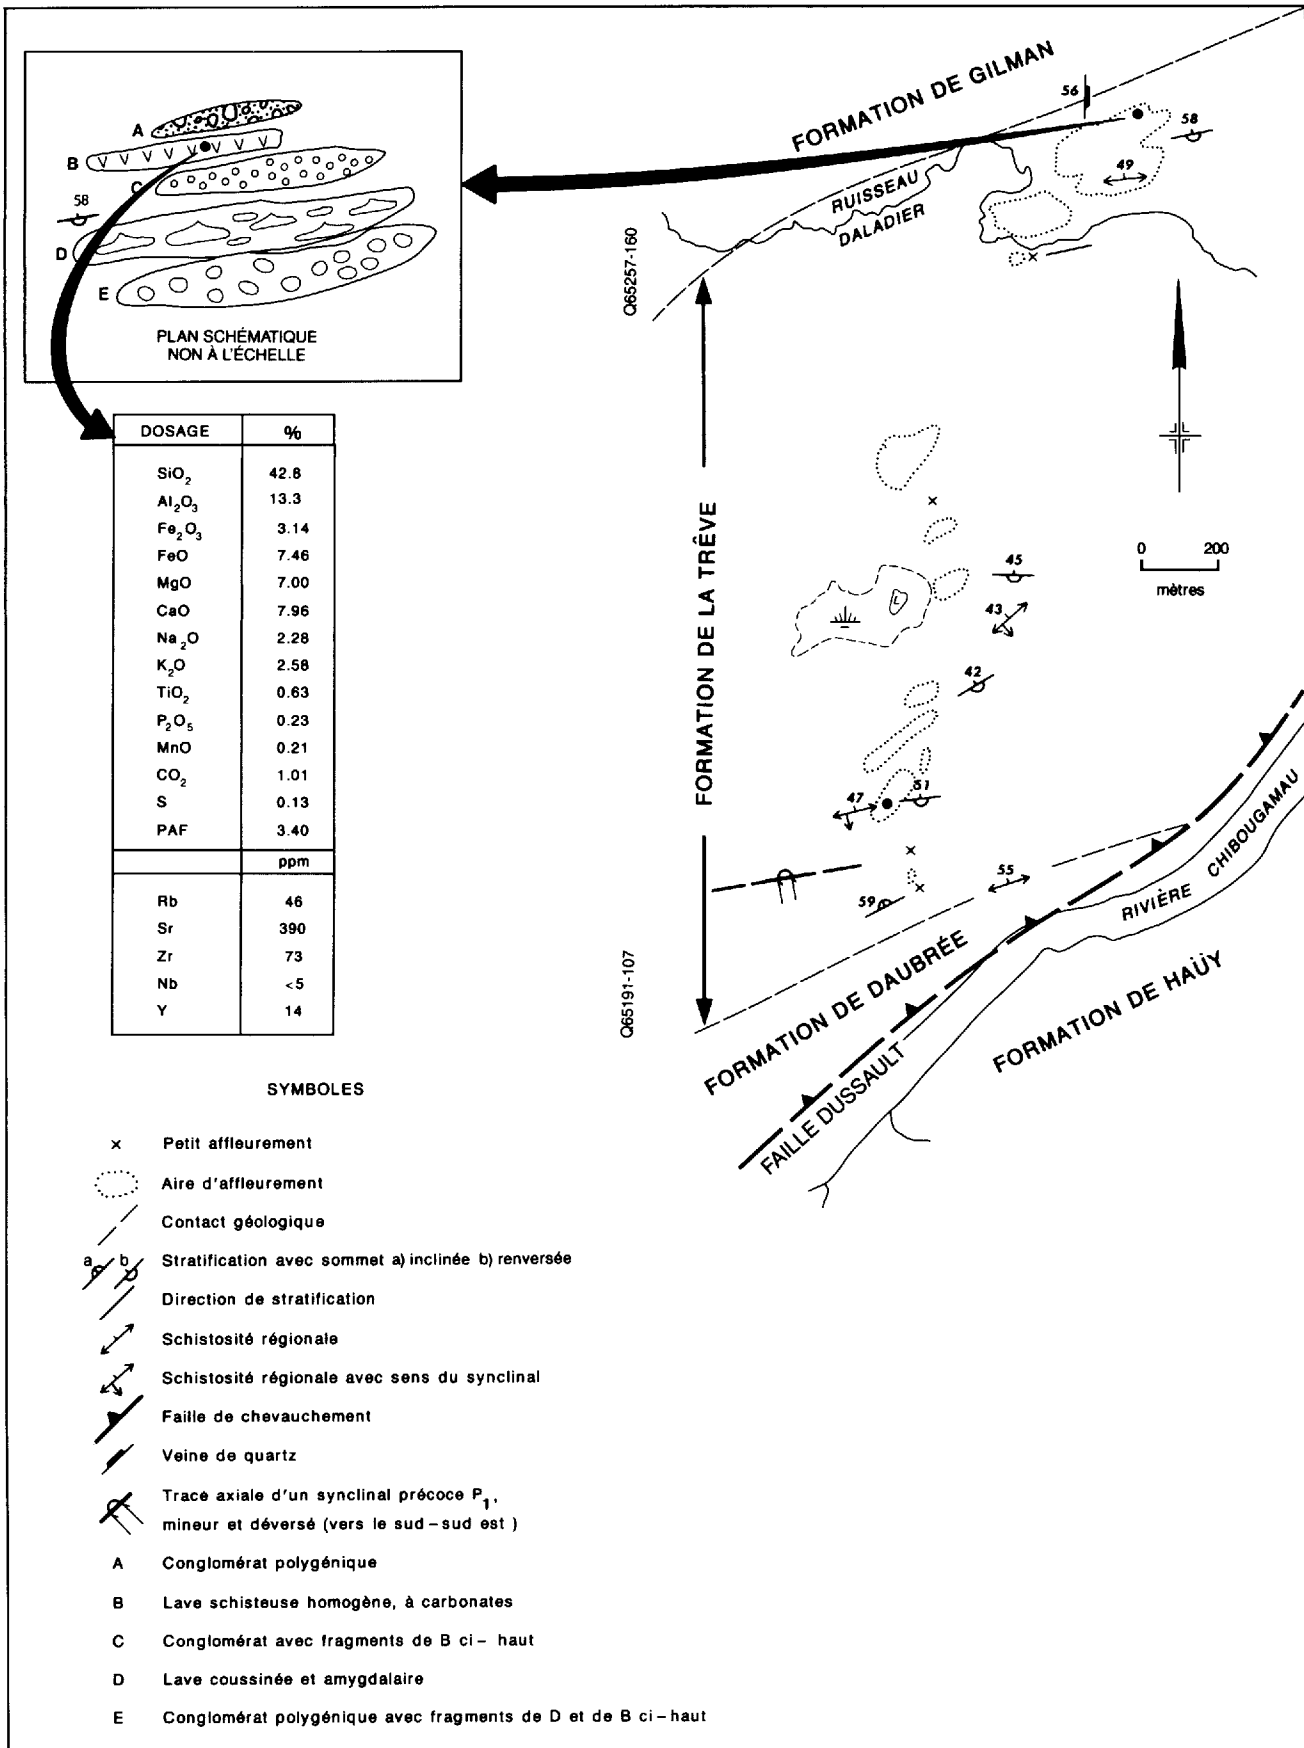 A
B
C
58
D
E
PLAN SCHÉMATIQUE
NON À L'ÉCHELLE
FORMATION DE GILMAN
56
58
49
RUISSEAU
DALADIER
Q65257-160
DOSAGE %
SiO2 42.8
Al2O3 13.3
Fe2O3 3.14
FeO 7.46
MgO 7.00
CaO 7.96
Na2O 2.28
K2O 2.58
TiO2 0.63
P2O5 0.23
MnO 0.21
CO2 1.01
S 0.13
PAF 3.40
ppm
Rb 46
Sr 390
Zr 73
Nb <5
Y 14
FORMATION DE LA TRÊVE
0 200
mètres
45
43
L
42
47
51
55
59
RIVIÈRE CHIBOUGAMAU
Q65191-107
FORMATION DE DAUBRÉE
FAILLE DUSSAULT
FORMATION DE HAÜY
SYMBOLES
x Petit affleurement
Aire d'affleurement
Contact géologique
a b Stratification avec sommet a) inclinée b) renversée
Direction de stratification
Schistosité régionale
Schistosité régionale avec sens du synclinal
Faille de chevauchement
Veine de quartz
Trace axiale d'un synclinal précoce P1,
mineur et déversé (vers le sud-sud est )
A Conglomérat polygénique
B Lave schisteuse homogène, à carbonates
C Conglomérat avec fragments de B ci- haut
D Lave coussinée et amygdalaire
E Conglomérat polygénique avec fragments de D et de B ci-haut